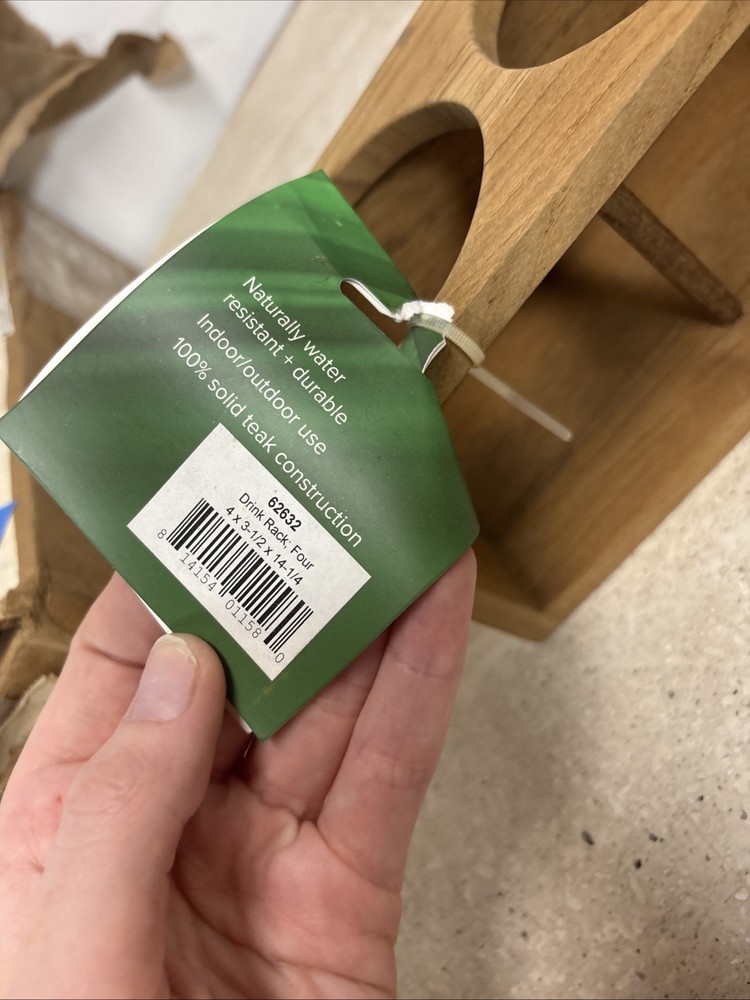 Naturally water
resistant + durable
Indoor/outdoor use
100% solid teak construction
62632
Drink Rack, Four
4 x 3-1/2 x 14-1/4
8 14154 01158 0